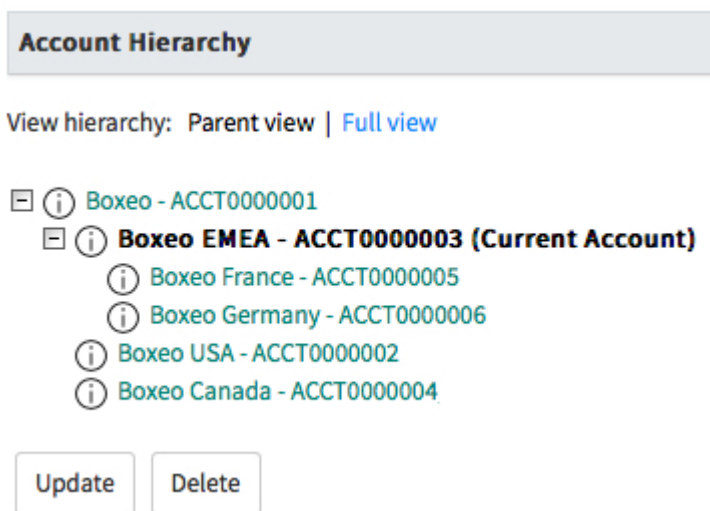 Account Hierarchy
View hierarchy: Parent view | Full view
Boxeo - ACCT0000001
Boxeo EMEA - ACCT0000003 (Current Account)
Boxeo France - ACCT0000005
Boxeo Germany - ACCT0000006
Boxeo USA - ACCT0000002
Boxeo Canada - ACCT0000004
Update Delete